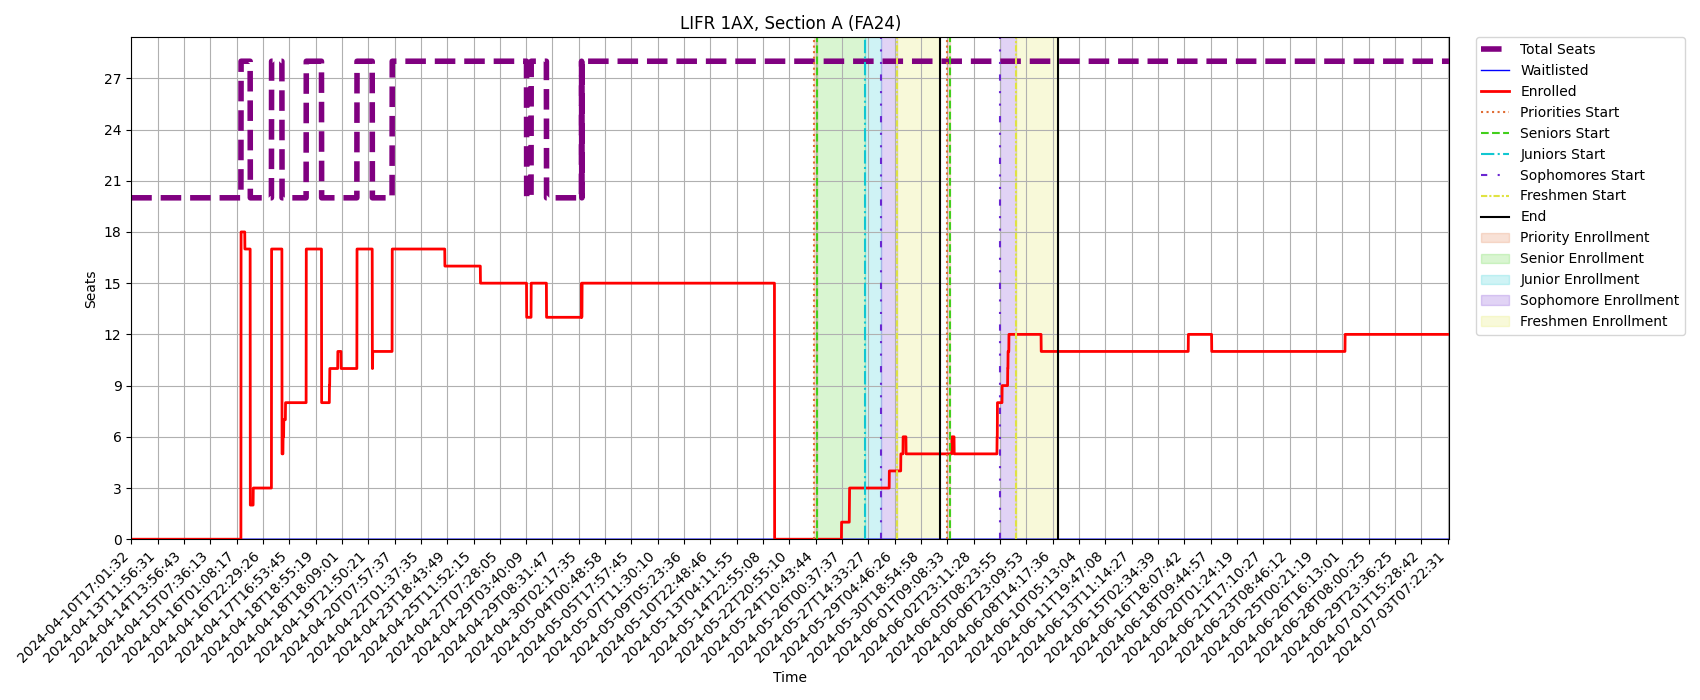 LIFR 1AX, Section A (FA24)
Total Seats
Waitlisted
Enrolled
Priorities Start
Seniors Start
Juniors Start
Sophomores Start
Freshmen Start
End
Priority Enrollment
Senior Enrollment
Junior Enrollment
Sophomore Enrollment
Freshmen Enrollment
Seats
27
24
21
18
15
12
9
6
3
0
2024-04-10T17:01:32
2024-04-13T11:56:31
2024-04-14T13:56:43
2024-04-15T07:36:13
2024-04-16T01:08:17
2024-04-16T22:29:26
2024-04-17T16:53:45
2024-04-18T18:55:19
2024-04-18T18:09:01
2024-04-19T21:50:21
2024-04-20T07:57:37
2024-04-22T01:37:35
2024-04-23T18:43:49
2024-04-25T11:52:15
2024-04-27T07:28:05
2024-04-29T03:40:09
2024-04-29T08:31:47
2024-04-30T02:17:35
2024-05-04T00:48:58
2024-05-05T17:57:45
2024-05-07T11:30:10
2024-05-09T05:23:36
2024-05-10T22:48:46
2024-05-13T04:11:55
2024-05-14T22:55:08
2024-05-22T20:55:10
2024-05-24T10:43:44
2024-05-26T00:37:37
2024-05-27T14:33:27
2024-05-29T04:46:26
2024-05-30T18:54:58
2024-06-01T09:08:33
2024-06-02T23:11:28
2024-06-05T08:23:55
2024-06-06T23:09:53
2024-06-08T14:17:36
2024-06-10T05:13:04
2024-06-11T19:47:08
2024-06-13T11:14:27
2024-06-15T02:34:39
2024-06-16T18:07:42
2024-06-18T09:44:57
2024-06-20T01:24:19
2024-06-21T17:10:27
2024-06-23T08:46:12
2024-06-25T00:21:19
2024-06-26T16:13:01
2024-06-28T08:00:25
2024-06-29T23:36:25
2024-07-01T15:28:42
2024-07-03T07:22:31
Time